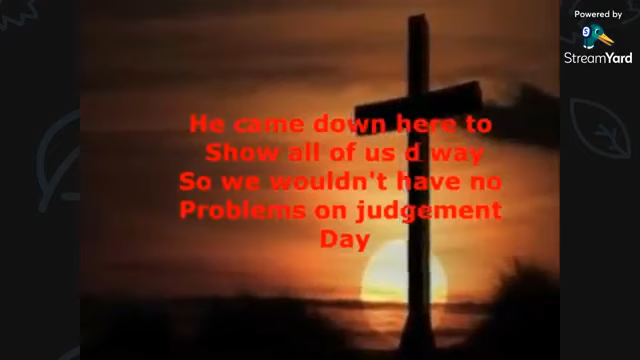 Powered by
StreamYard
He came down here to
Show all of us d way
So we wouldn't have no
Problems on judgement
Day